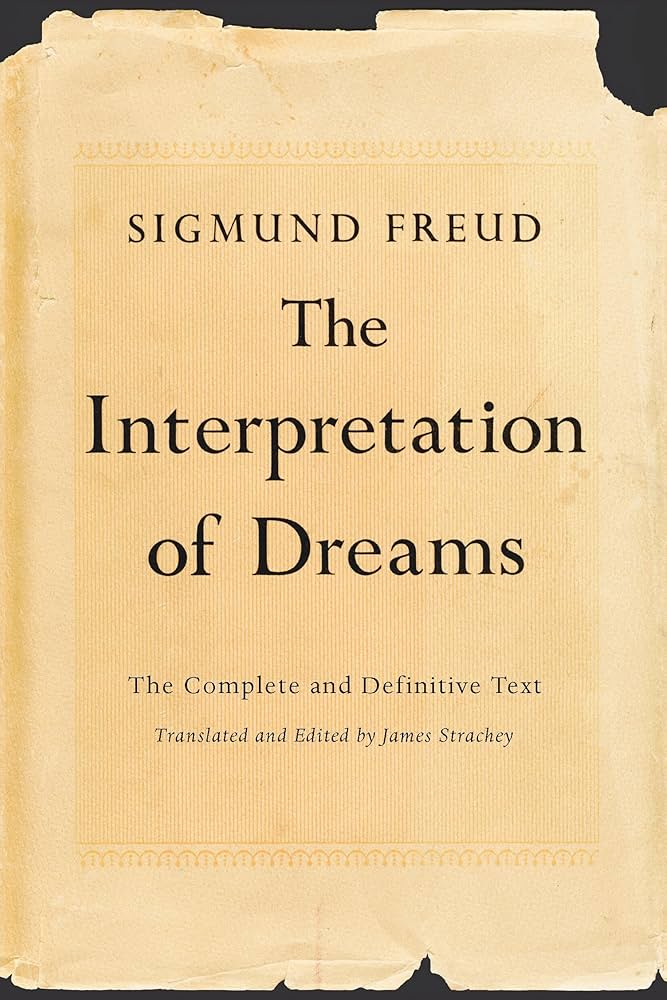 SIGMUND FREUD
The
Interpretation
of Dreams
The Complete and Definitive Text
Translated and Edited by James Strachey